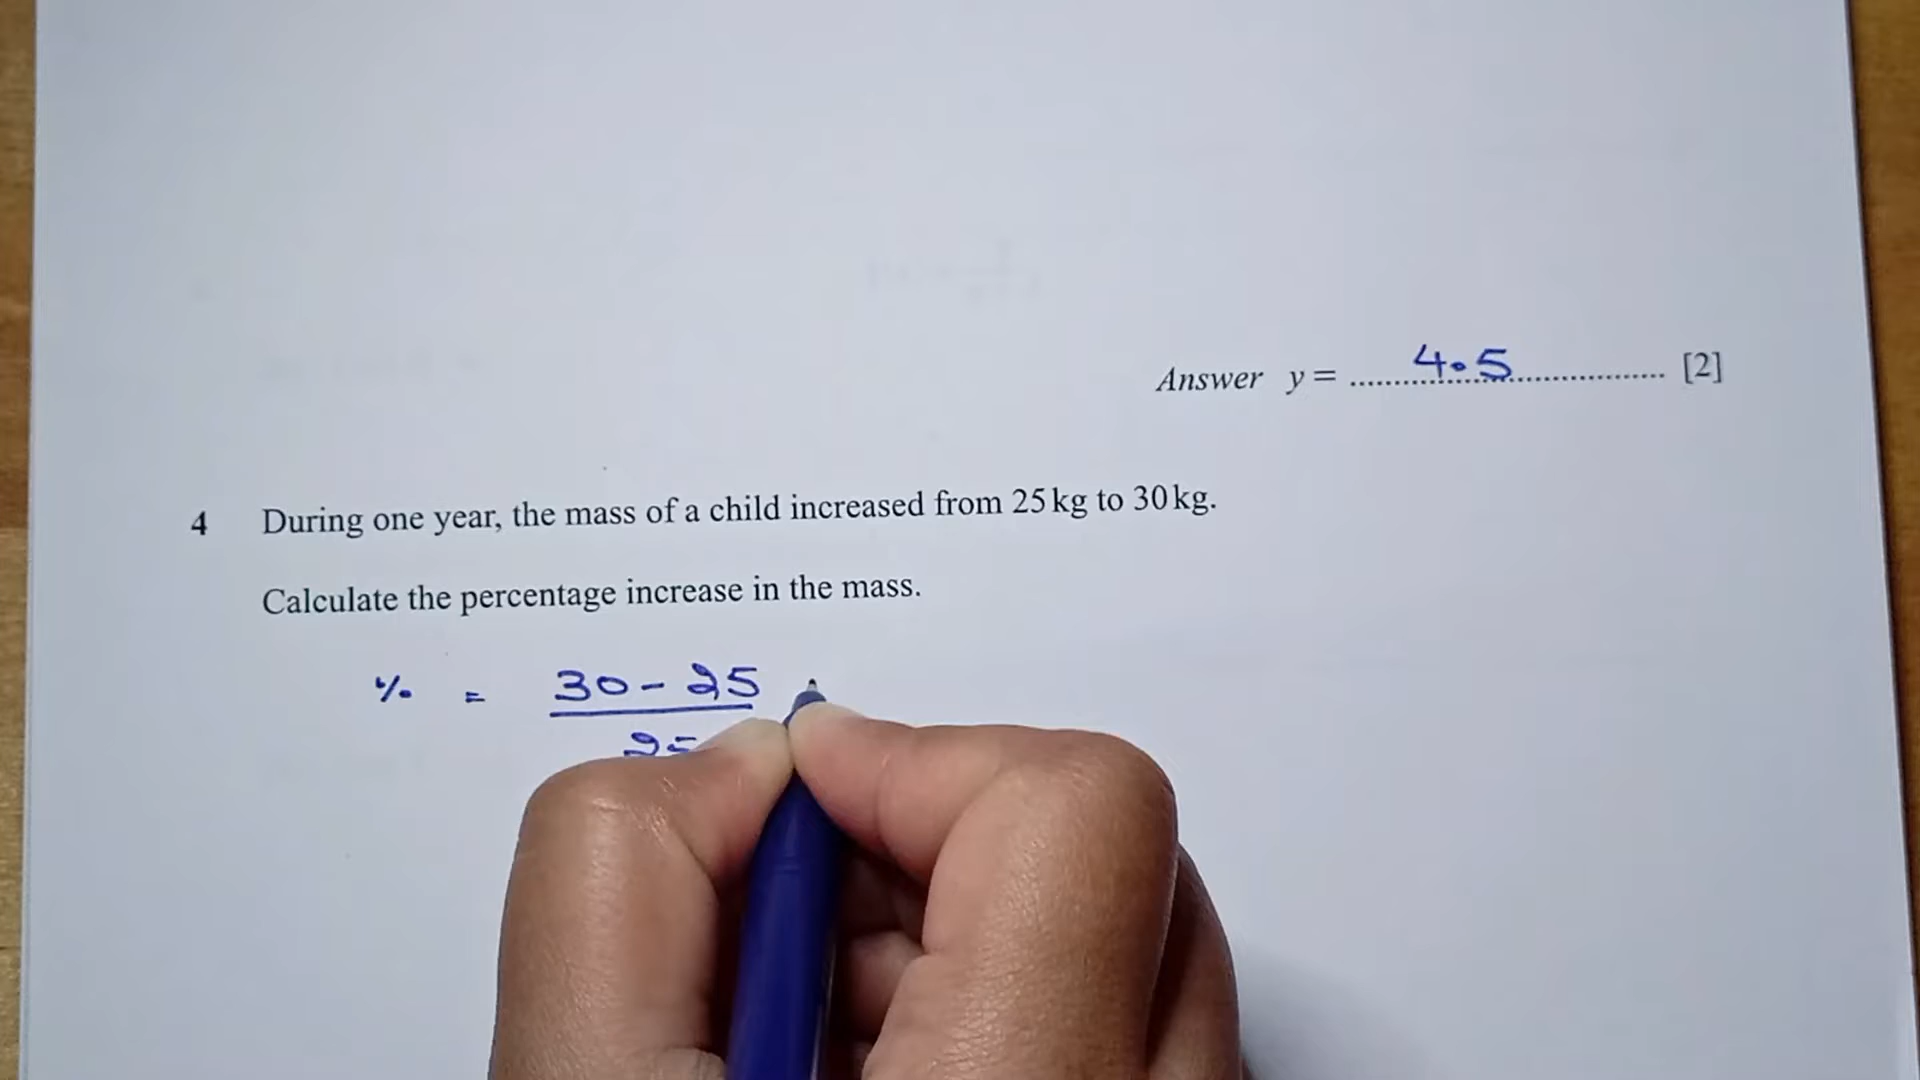 Answer y = ........4.5........ [2]
4 During one year, the mass of a child increased from 25 kg to 30 kg.
Calculate the percentage increase in the mass.
% = 30 - 25
25